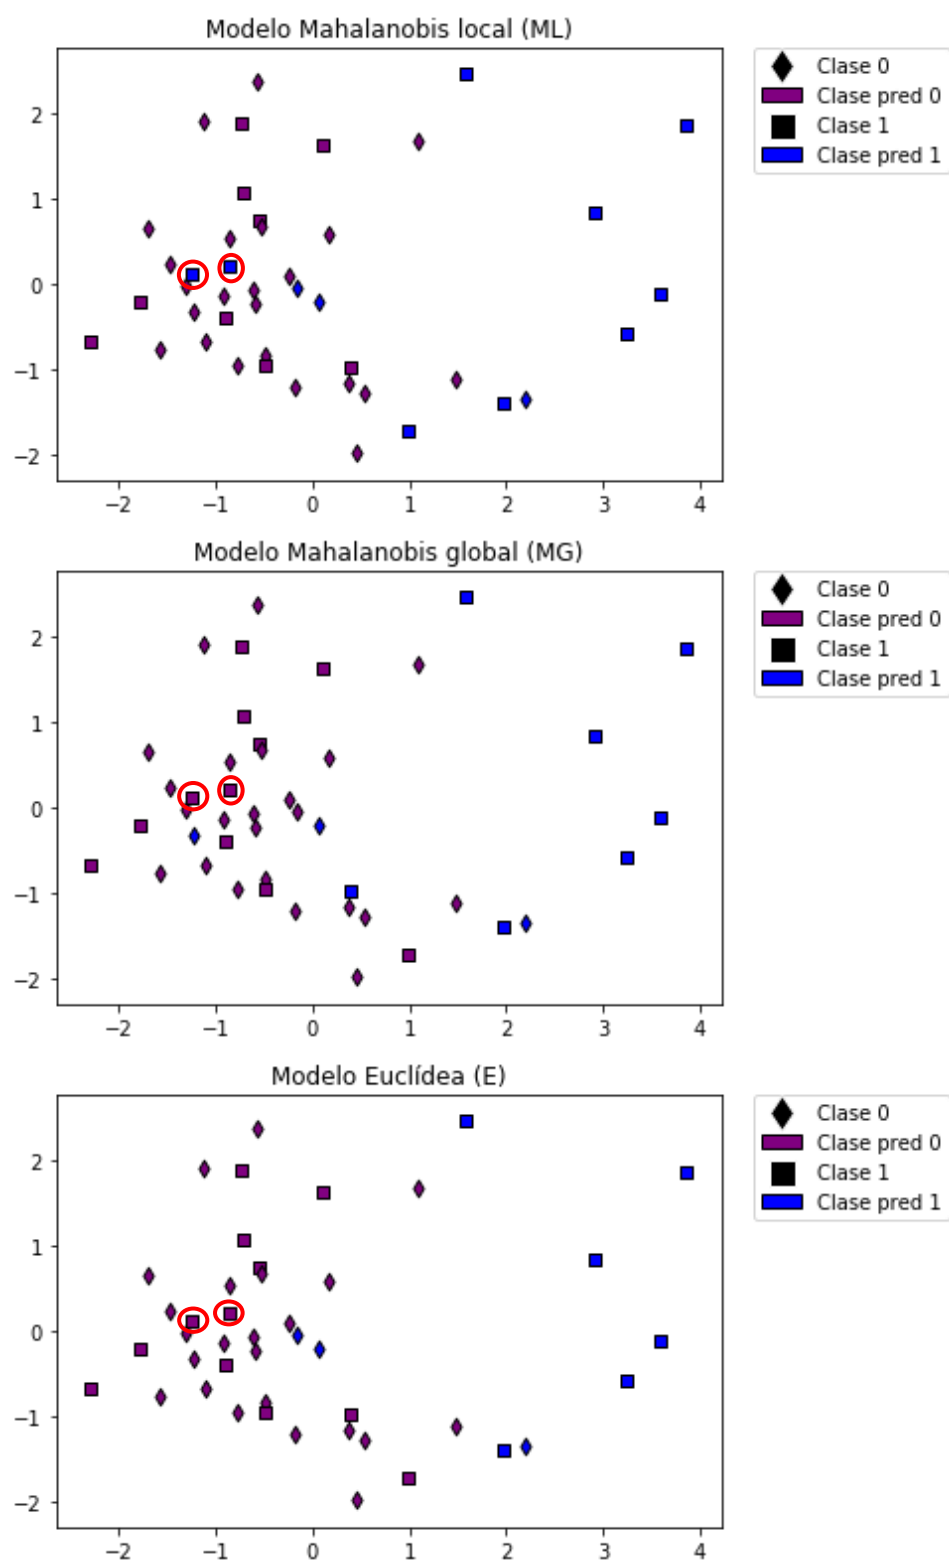 Modelo Mahalanobis local (ML)
Clase 0
Clase pred 0
Clase 1
Clase pred 1
2
1
0
−1
−2
−2 −1 0 1 2 3 4
Modelo Mahalanobis global (MG)
Clase 0
Clase pred 0
Clase 1
Clase pred 1
2
1
0
−1
−2
−2 −1 0 1 2 3 4
Modelo Euclídea (E)
Clase 0
Clase pred 0
Clase 1
Clase pred 1
2
1
0
−1
−2
−2 −1 0 1 2 3 4